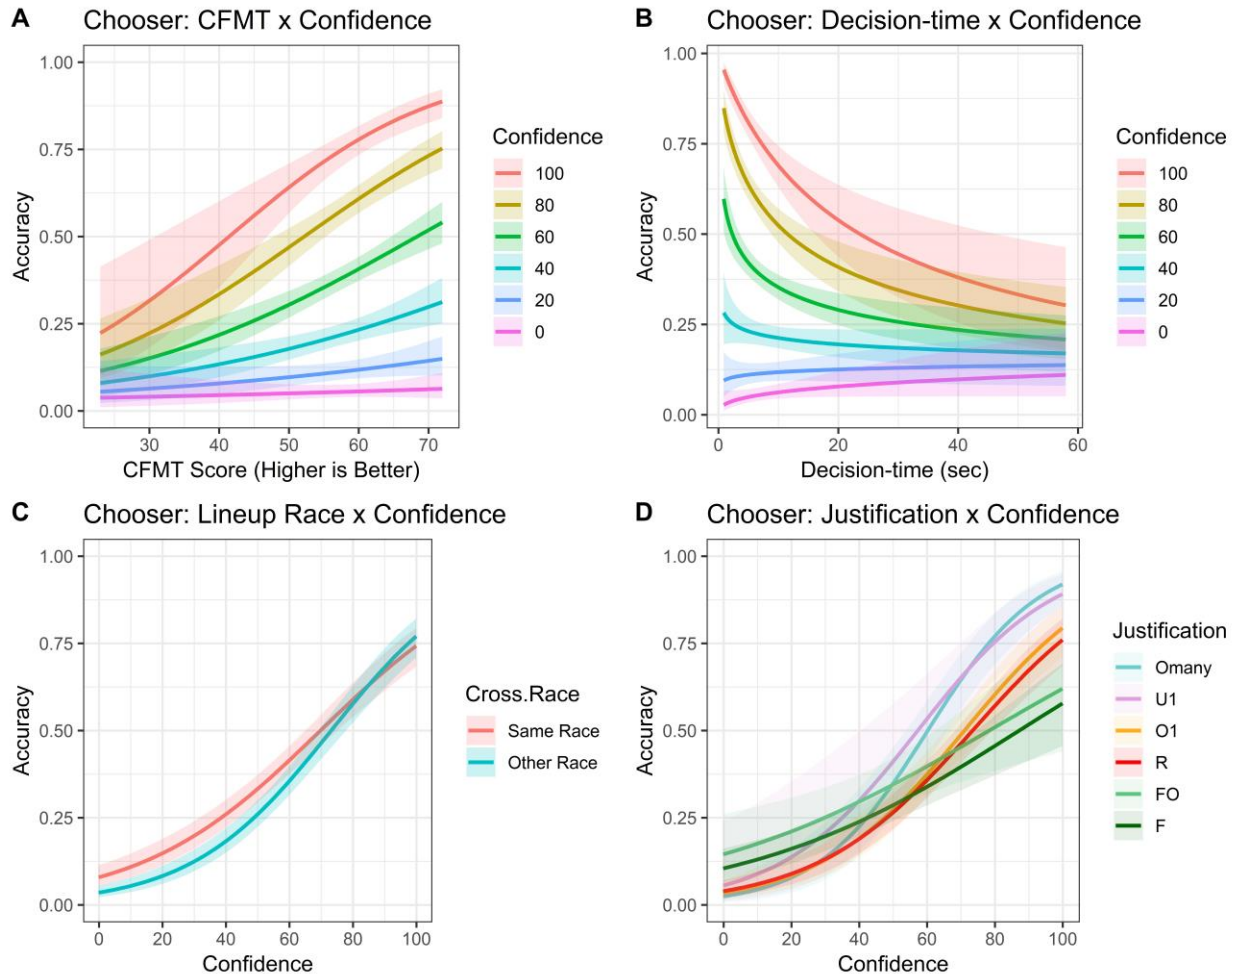 A Chooser: CFMT x Confidence
1.00
0.75
0.50
0.25
0.00
Accuracy
30 40 50 60 70
CFMT Score (Higher is Better)
Confidence
100
80
60
40
20
0
B Chooser: Decision-time x Confidence
1.00
0.75
0.50
0.25
0.00
Accuracy
0 20 40 60
Decision-time (sec)
Confidence
100
80
60
40
20
0
C Chooser: Lineup Race x Confidence
1.00
0.75
0.50
0.25
0.00
Accuracy
0 20 40 60 80 100
Confidence
Cross.Race
Same Race
Other Race
D Chooser: Justification x Confidence
1.00
0.75
0.50
0.25
0.00
Accuracy
0 20 40 60 80 100
Confidence
Justification
Omany
U1
O1
R
FO
F